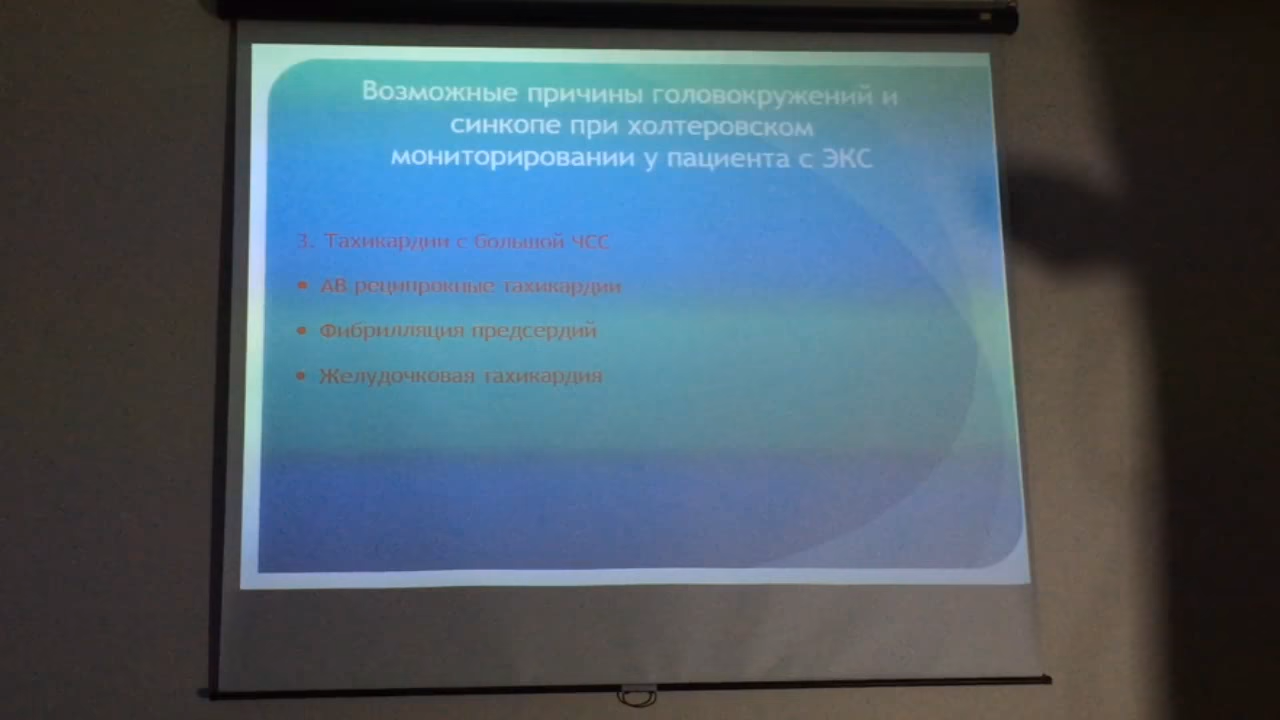 Возможные причины головокружений и
синкопе при холтеровском
мониторировании у пациента с ЭКС
3. Тахикардии с большой ЧСС
• АВ реципрокные тахикардии
• Фибрилляция предсердий
• Желудочковая тахикардия